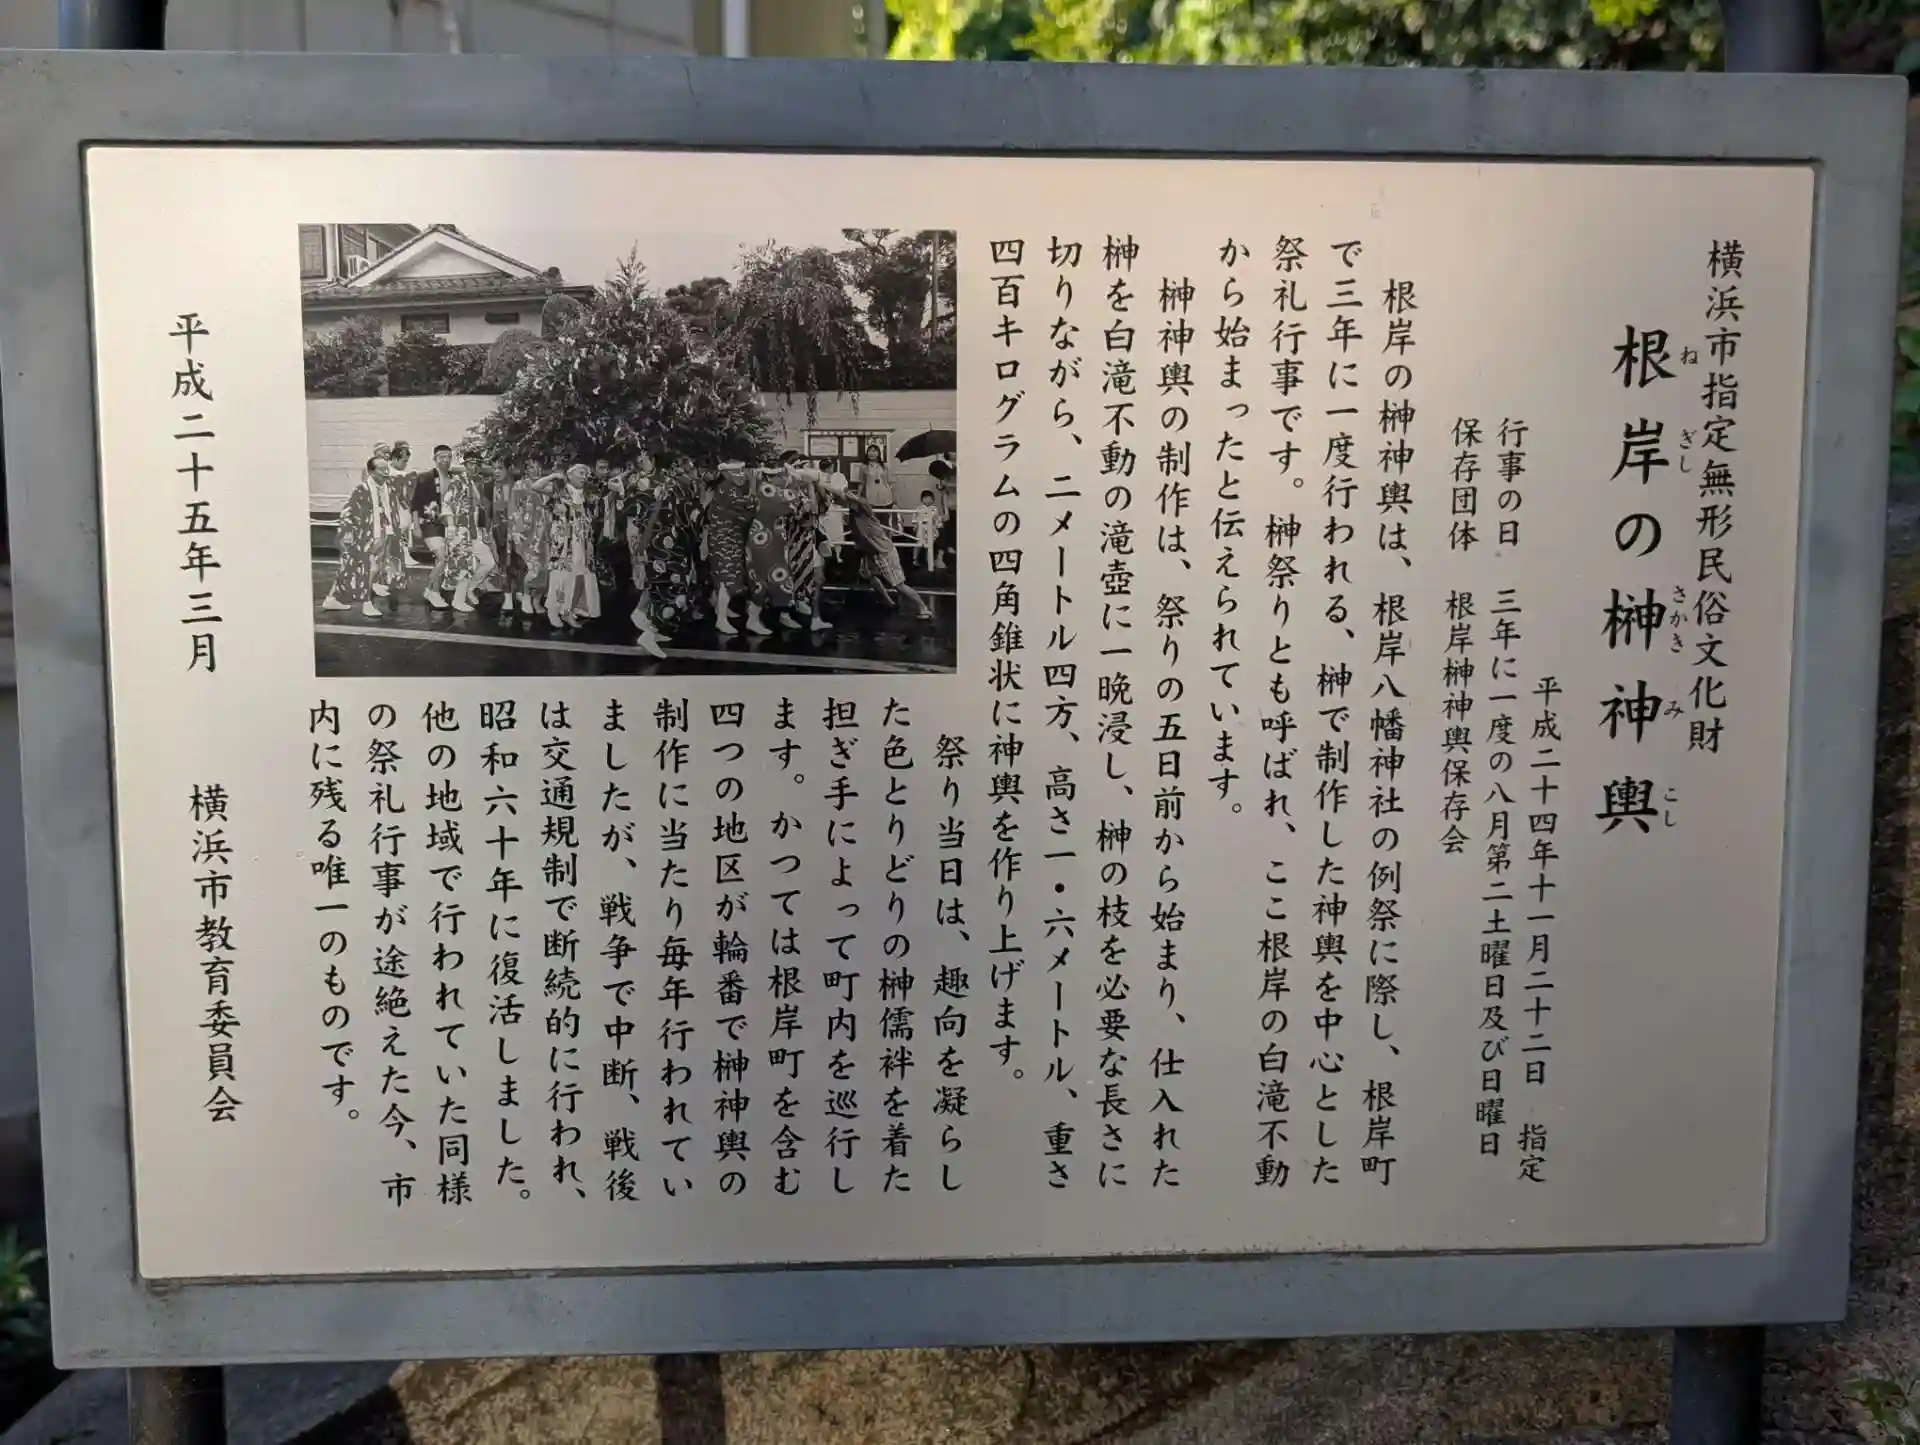 横浜市指定無形民俗文化財
根岸の榊神輿
ねぎし さかきみこし
平成二十四年十一月二十二日 指定
行事の日 三年に一度の八月第二土曜日及び日曜日
保存団体 根岸榊神輿保存会
根岸の榊神輿は、根岸八幡神社の例祭に際し、根岸町
で三年に一度行われる、榊で制作した神輿を中心とした
祭礼行事です。榊祭りとも呼ばれ、ここ根岸の白滝不動
から始まったと伝えられています。
榊神輿の制作は、祭りの五日前から始まり、仕入れた
榊を白滝不動の滝壺に一晩浸し、榊の枝を必要な長さに
切りながら、二メートル四方、高さ一・六メートル、重さ
四百キログラムの四角錐状に神輿を作り上げます。
祭り当日は、趣向を凝らし
た色とりどりの榊儒袢を着た
担ぎ手によって町内を巡行し
ます。かつては根岸町を含む
四つの地区が輪番で榊神輿の
制作に当たり毎年行われてい
ましたが、戦争で中断、戦後
は交通規制で断続的に行われ、
昭和六十年に復活しました。
他の地域で行われていた同様
の祭礼行事が途絶えた今、市
内に残る唯一のものです。
平成二十五年三月 横浜市教育委員会